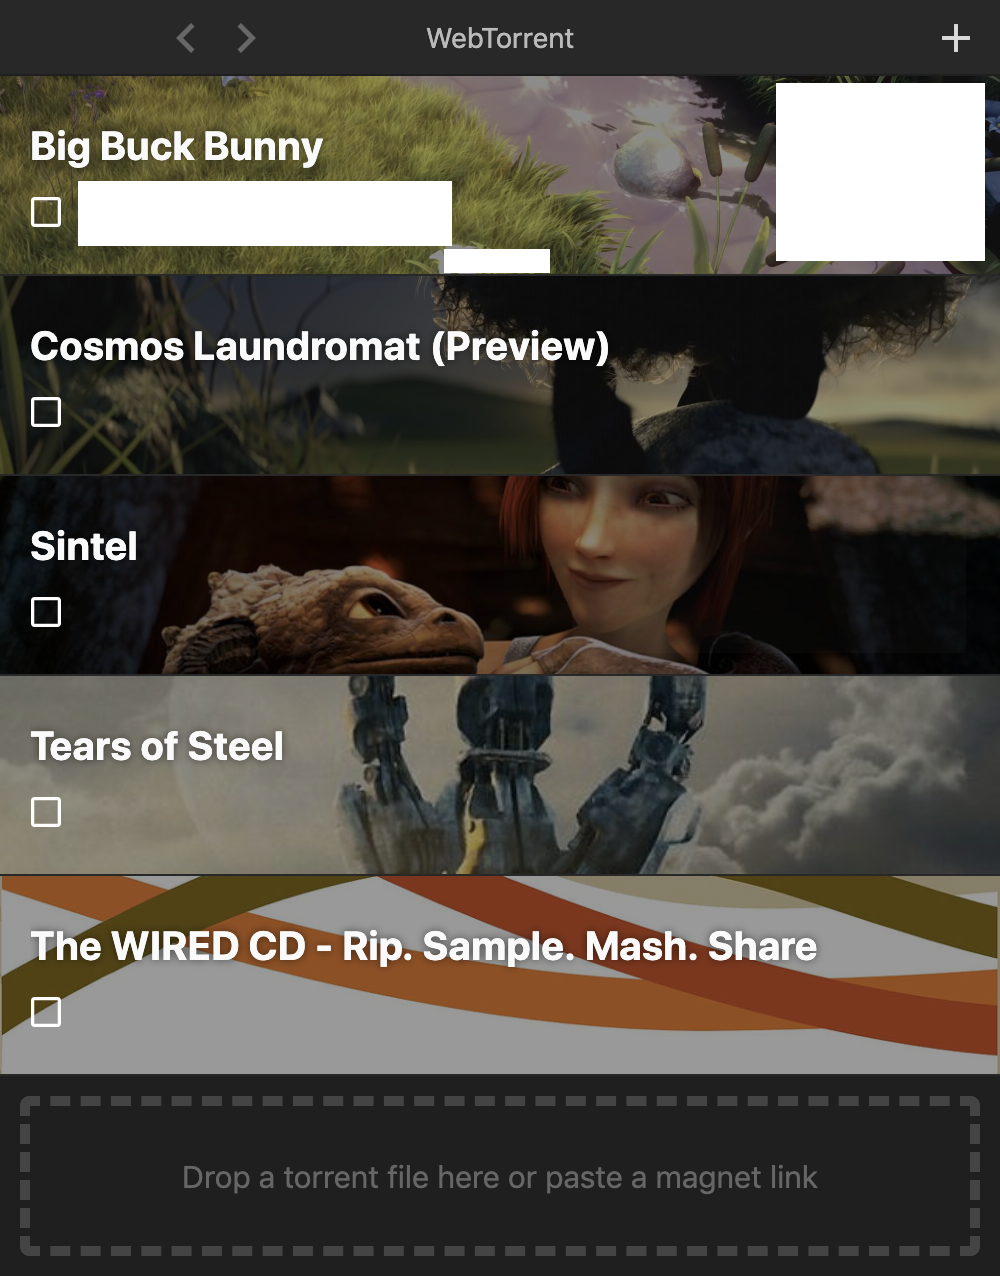 WebTorrent
Big Buck Bunny
Cosmos Laundromat (Preview)
Sintel
Tears of Steel
The WIRED CD - Rip. Sample. Mash. Share
Drop a torrent file here or paste a magnet link